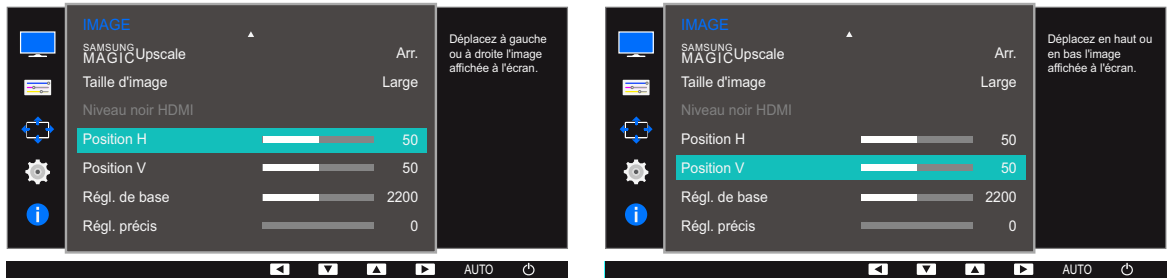 IMAGE
SAMSUNG
MAGIC Upscale Arr.
Taille d'image Large
Niveau noir HDMI
Position H 50
Position V 50
Régl. de base 2200
Régl. précis 0
Déplacez à gauche
ou à droite l'image
affichée à l'écran.
AUTO
IMAGE
SAMSUNG
MAGIC Upscale Arr.
Taille d'image Large
Niveau noir HDMI
Position H 50
Position V 50
Régl. de base 2200
Régl. précis 0
Déplacez en haut ou
en bas l'image
affichée à l'écran.
AUTO